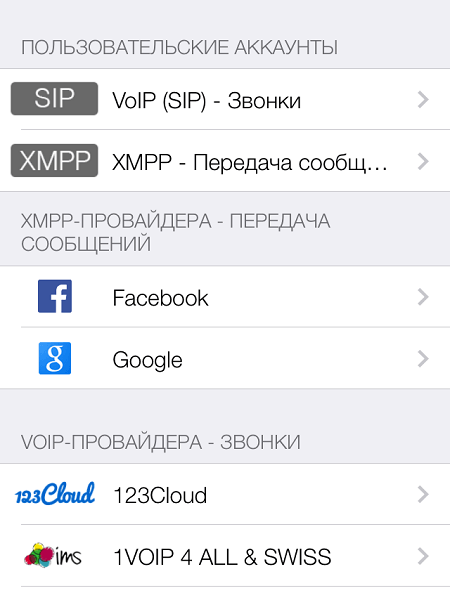 ПОЛЬЗОВАТЕЛЬСКИЕ АККАУНТЫ
SIP VoIP (SIP) - Звонки
XMPP XMPP - Передача сообщ...
XMPP-ПРОВАЙДЕРА - ПЕРЕДАЧА
СООБЩЕНИЙ
f Facebook
g Google
VOIP-ПРОВАЙДЕРА - ЗВОНКИ
123Cloud 123Cloud
ims 1VOIP 4 ALL & SWISS